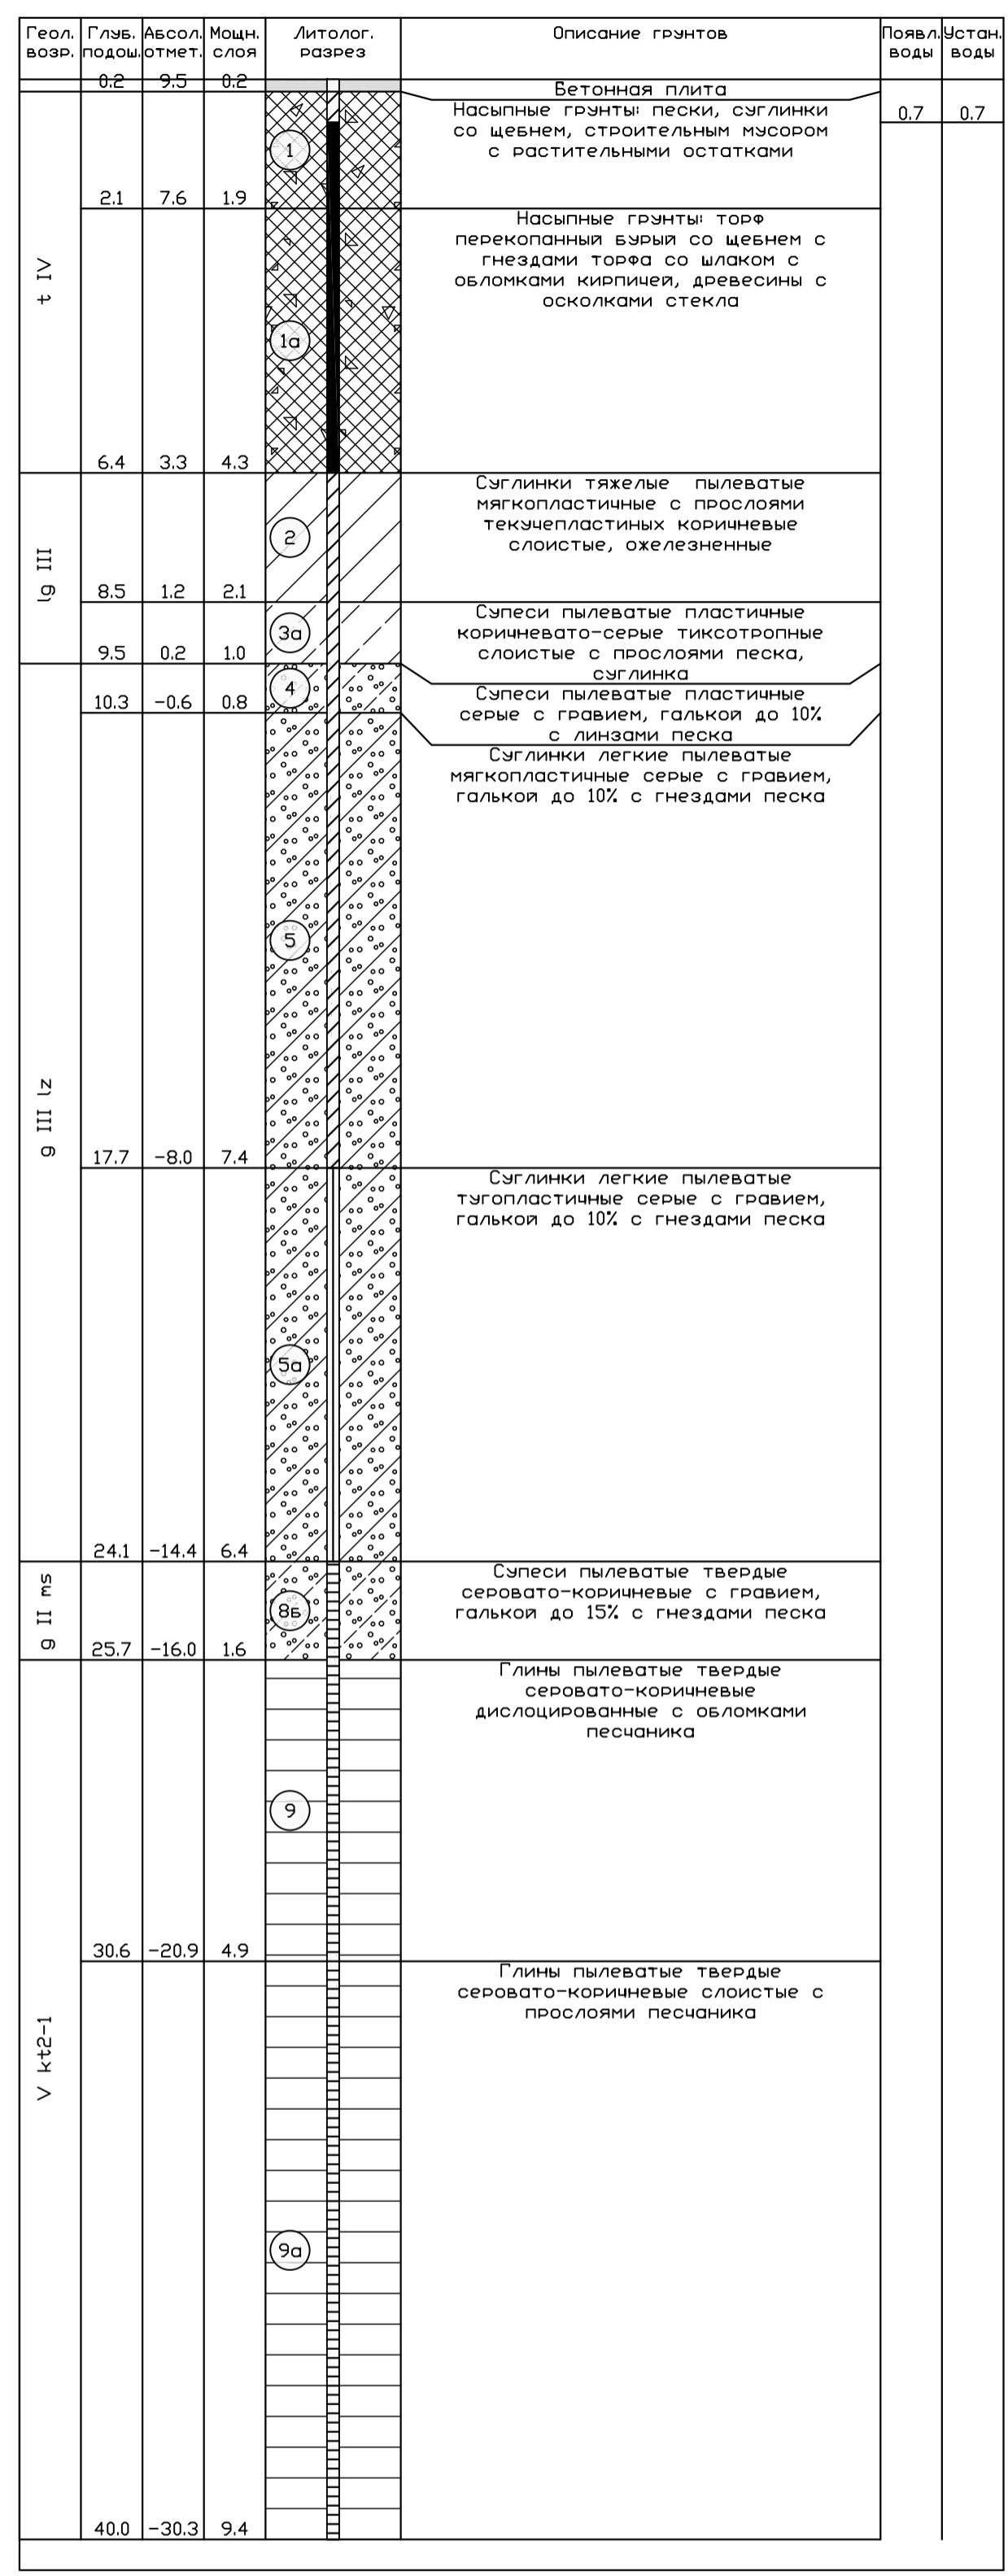 Геол. возр.
Глуб. подош.
Абсол. отмет.
Мощн. слоя
Литолог. разрез
Описание грунтов
Появл. воды
Устан. воды
0.2 9.5 0.2
Бетонная плита
Насыпные грунты: пески, суглинки
со щебнем, строительным мусором
с растительными остатками
0.7 0.7
1
2.1 7.6 1.9
t IV
Насыпные грунты: торф
перекопанный бурый со щебнем с
гнездами торфа со шлаком с
обломками кирпичей, древесины с
осколками стекла
1а
6.4 3.3 4.3
Суглинки тяжелые пылеватые
мягкопластичные с прослоями
текучепластиных коричневые
слоистые, ожелезненные
2
lg III
8.5 1.2 2.1
Супеси пылеватые пластичные
коричневато-серые тиксотропные
слоистые с прослоями песка,
суглинка
3а
9.5 0.2 1.0
Супеси пылеватые пластичные
серые с гравием, галькой до 10%
с линзами песка
4
10.3 -0.6 0.8
Суглинки легкие пылеватые
мягкопластичные серые с гравием,
галькой до 10% с гнездами песка
5
g III lz
17.7 -8.0 7.4
Суглинки легкие пылеватые
тугопластичные серые с гравием,
галькой до 10% с гнездами песка
5а
24.1 -14.4 6.4
Супеси пылеватые твердые
серовато-коричневые с гравием,
галькой до 15% с гнездами песка
g II ms
8Б
25.7 -16.0 1.6
Глины пылеватые твердые
серовато-коричневые
дислоцированные с обломками
песчаника
9
30.6 -20.9 4.9
Глины пылеватые твердые
серовато-коричневые слоистые с
прослоями песчаника
V kt2-1
9а
40.0 -30.3 9.4